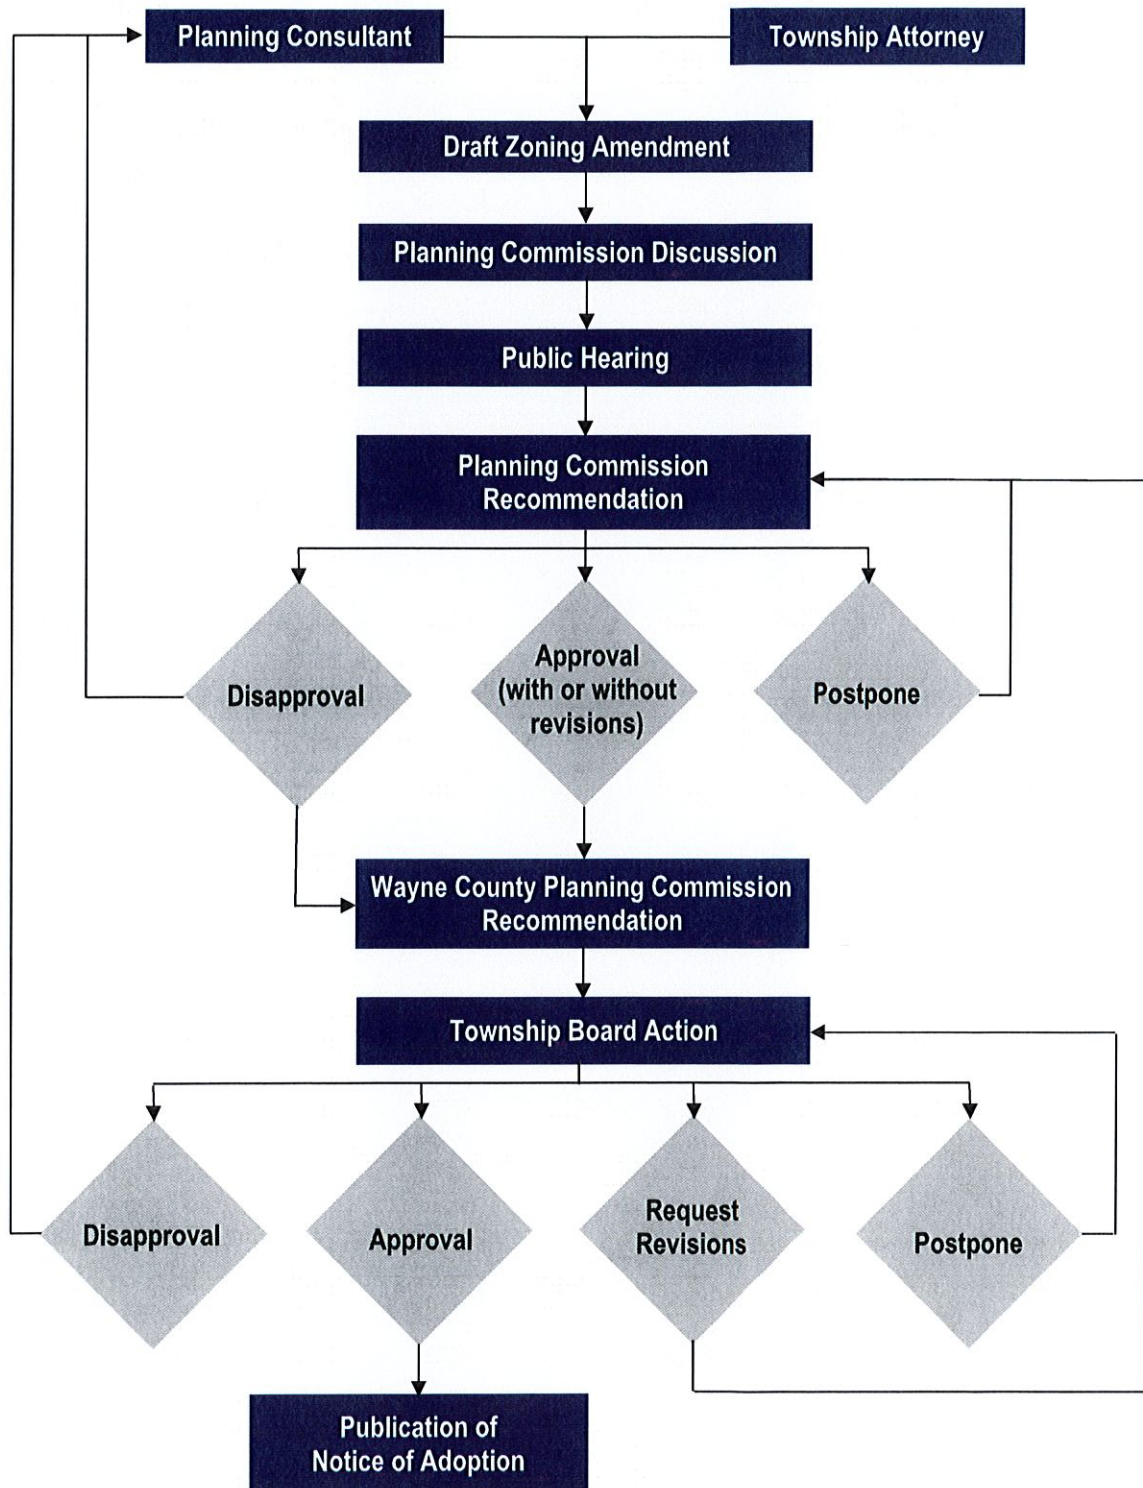 Planning Consultant
Township Attorney
Draft Zoning Amendment
Planning Commission Discussion
Public Hearing
Planning Commission
Recommendation
Disapproval
Approval
(with or without
revisions)
Postpone
Wayne County Planning Commission
Recommendation
Township Board Action
Disapproval
Approval
Request
Revisions
Postpone
Publication of
Notice of Adoption